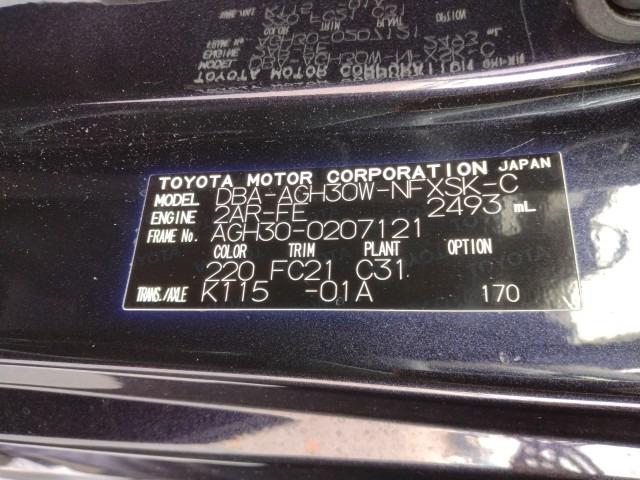 TOYOTA MOTOR CORPORATION JAPAN
MODEL DBA-AGH30W-NFXSK-C
ENGINE 2AR-FE 2493 mL
FRAME No. AGH30-0207121
COLOR TRIM PLANT OPTION
220 FC21 C31
TRANS./AXLE K115 -01A 170